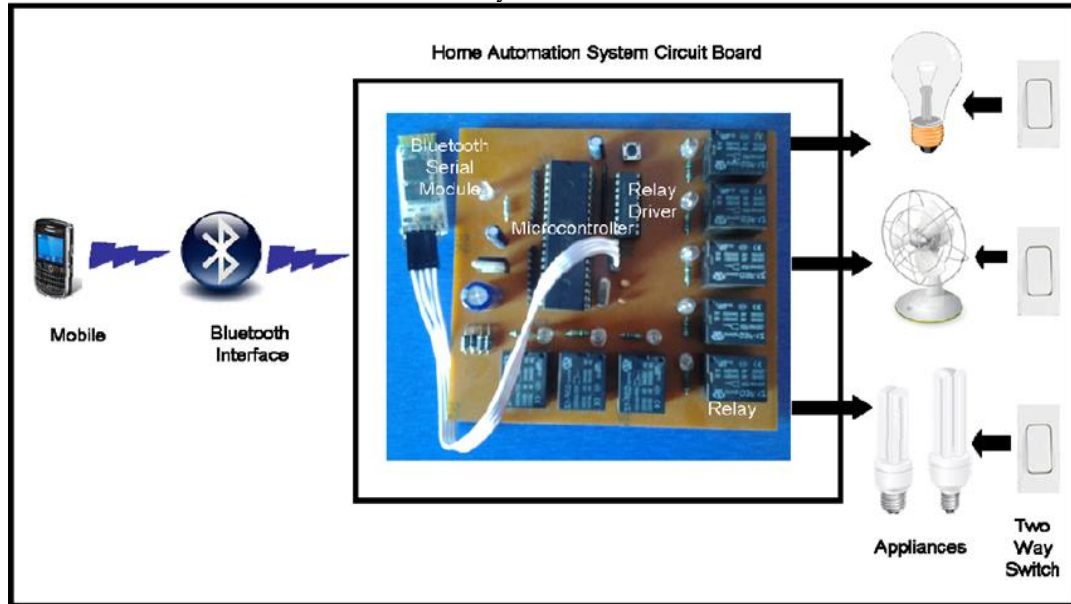 Home Automation System Circuit Board
Bluetooth
Serial
Module
Relay
Driver
Microcontroller
Relay
Mobile
Bluetooth
Interface
Appliances
Two
Way
Switch